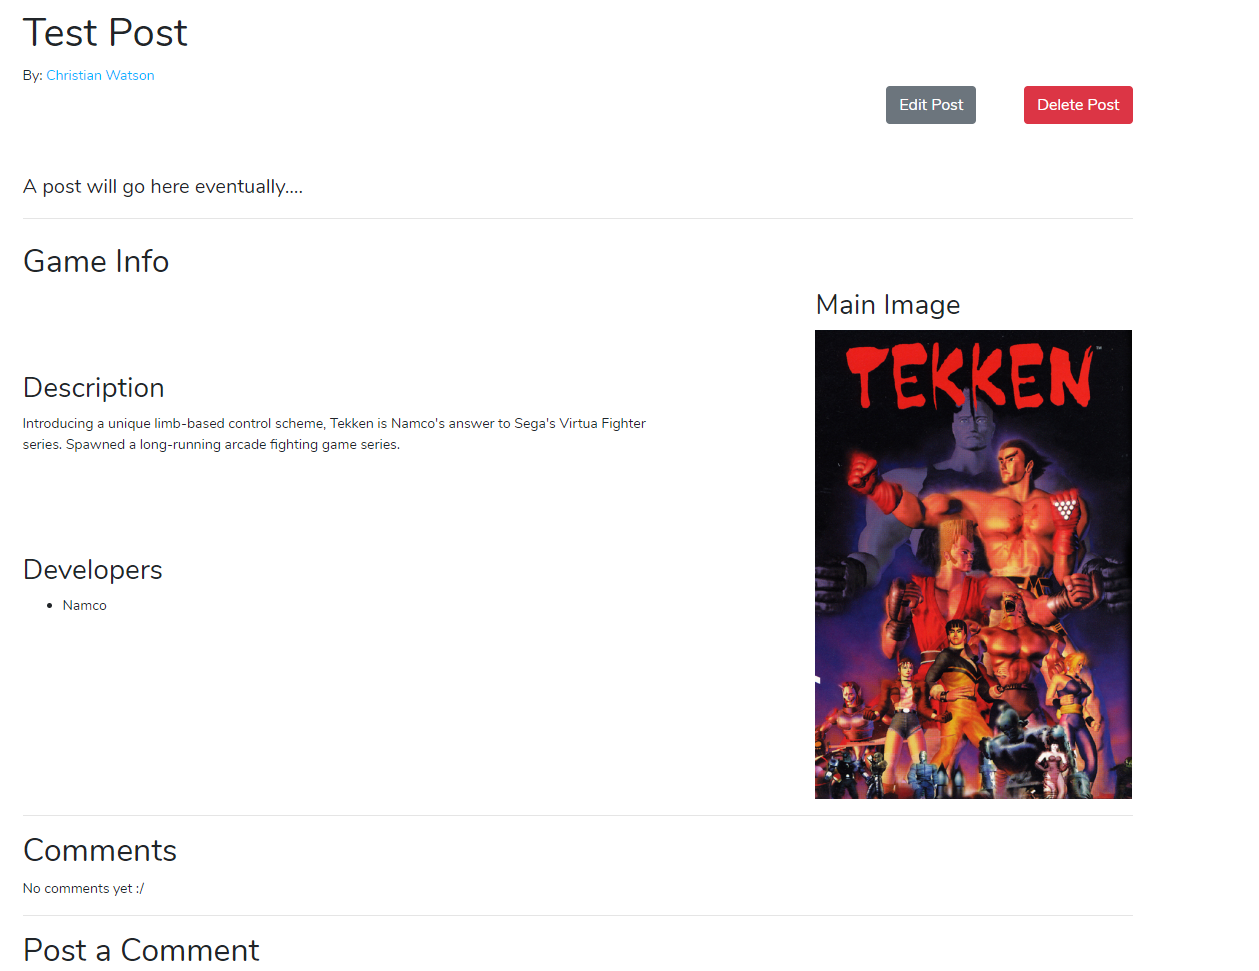 Test Post
By: Christian Watson
Edit Post
Delete Post
A post will go here eventually....
Game Info
Main Image
TEKKEN™
Description
Introducing a unique limb-based control scheme, Tekken is Namco's answer to Sega's Virtua Fighter
series. Spawned a long-running arcade fighting game series.
Developers
• Namco
Comments
No comments yet :/
Post a Comment